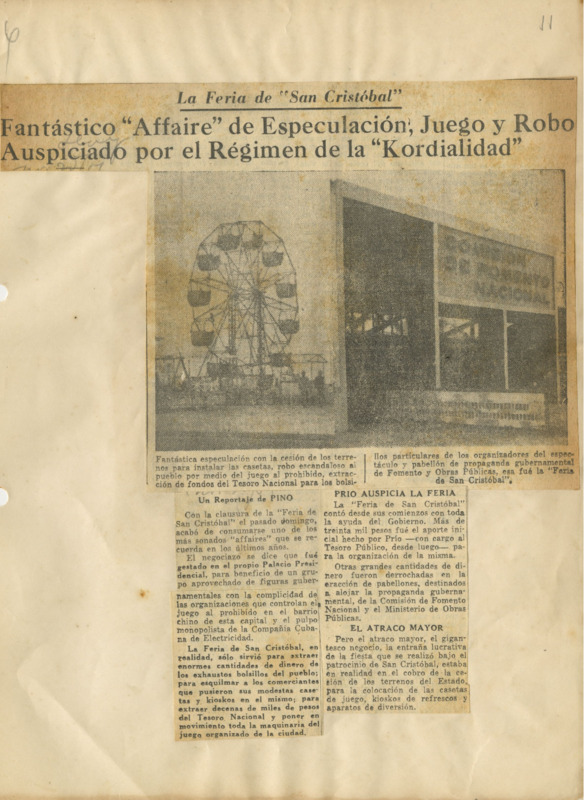 11
La Feria de "San Cristóbal"
Fantástico "Affaire" de Especulación, Juego y Robo
Auspiciado por el Régimen de la "Kordialidad"
COMISION
DE FOMENTO
NACIONAL
Fantástica especulación con la cesión de los terre-
nos para instalar las casetas, robo escandaloso al
pueblo por medio del juego al prohibido, extrac-
ción de fondos del Tesoro Nacional para los bolsi-
llos particulares de los organizadores del espec-
táculo y pabellón de propaganda gubernamental
de Fomento y Obras Públicas, esa fué la "Feria
de San Cristóbal".
Un Reportaje de PINO
Con la clausura de la "Feria de
San Cristóbal" el pasado domingo,
acabó de consumarse uno de los
más sonados "affaires" que se re-
cuerda en los últimos años.
El negociazo se dice que fué
gestado en el propio Palacio Presi-
dencial, para beneficio de un gru-
po aprovechado de figuras guber-
namentales con la complicidad de
las organizaciones que controlan el
juego al prohibido en el barrio
chino de esta capital y el pulpo
monopolista de la Compañía Cuba-
na de Electricidad.
La Feria de San Cristóbal, en
realidad, sólo sirvió para extraer
enormes cantidades de dinero de
los exhaustos bolsillos del pueblo;
para esquilmar a los comerciantes
que pusieron sus modestas case-
tas y kioskos en el mismo; para
extraer decenas de miles de pesos
del Tesoro Nacional y poner en
movimiento toda la maquinaria del
juego organizado de la ciudad.
PRIO AUSPICIA LA FERIA
La "Feria de San Cristóbal"
contó desde sus comienzos con toda
la ayuda del Gobierno. Más de
treinta mil pesos fué el aporte ini-
cial hecho por Prío —con cargo al
Tesoro Público, desde luego— pa-
ra la organización de la misma.
Otras grandes cantidades de di-
nero fueron derrochadas en la
erección de pabellones, destinados
a alojar la propaganda guberna-
mental, de la Comisión de Fomento
Nacional y el Ministerio de Obras
Públicas.
EL ATRACO MAYOR
Pero el atraco mayor, el gigan-
tesco negocio, la entraña lucrativa
de la fiesta que se realizó bajo el
patrocinio de San Cristóbal, estaba
en realidad en el cobro de la ce-
sión de los terrenos del Estado
para la colocación de las casetas
de juego, kioskos de refrescos y
aparatos de diversión.